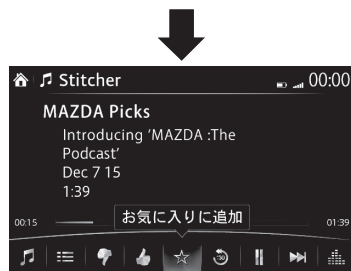 Stitcher
00:00
MAZDA Picks
Introducing ‘MAZDA :The
Podcast’
Dec 7 15
1:39
お気に入りに追加
00:15
01:39
30